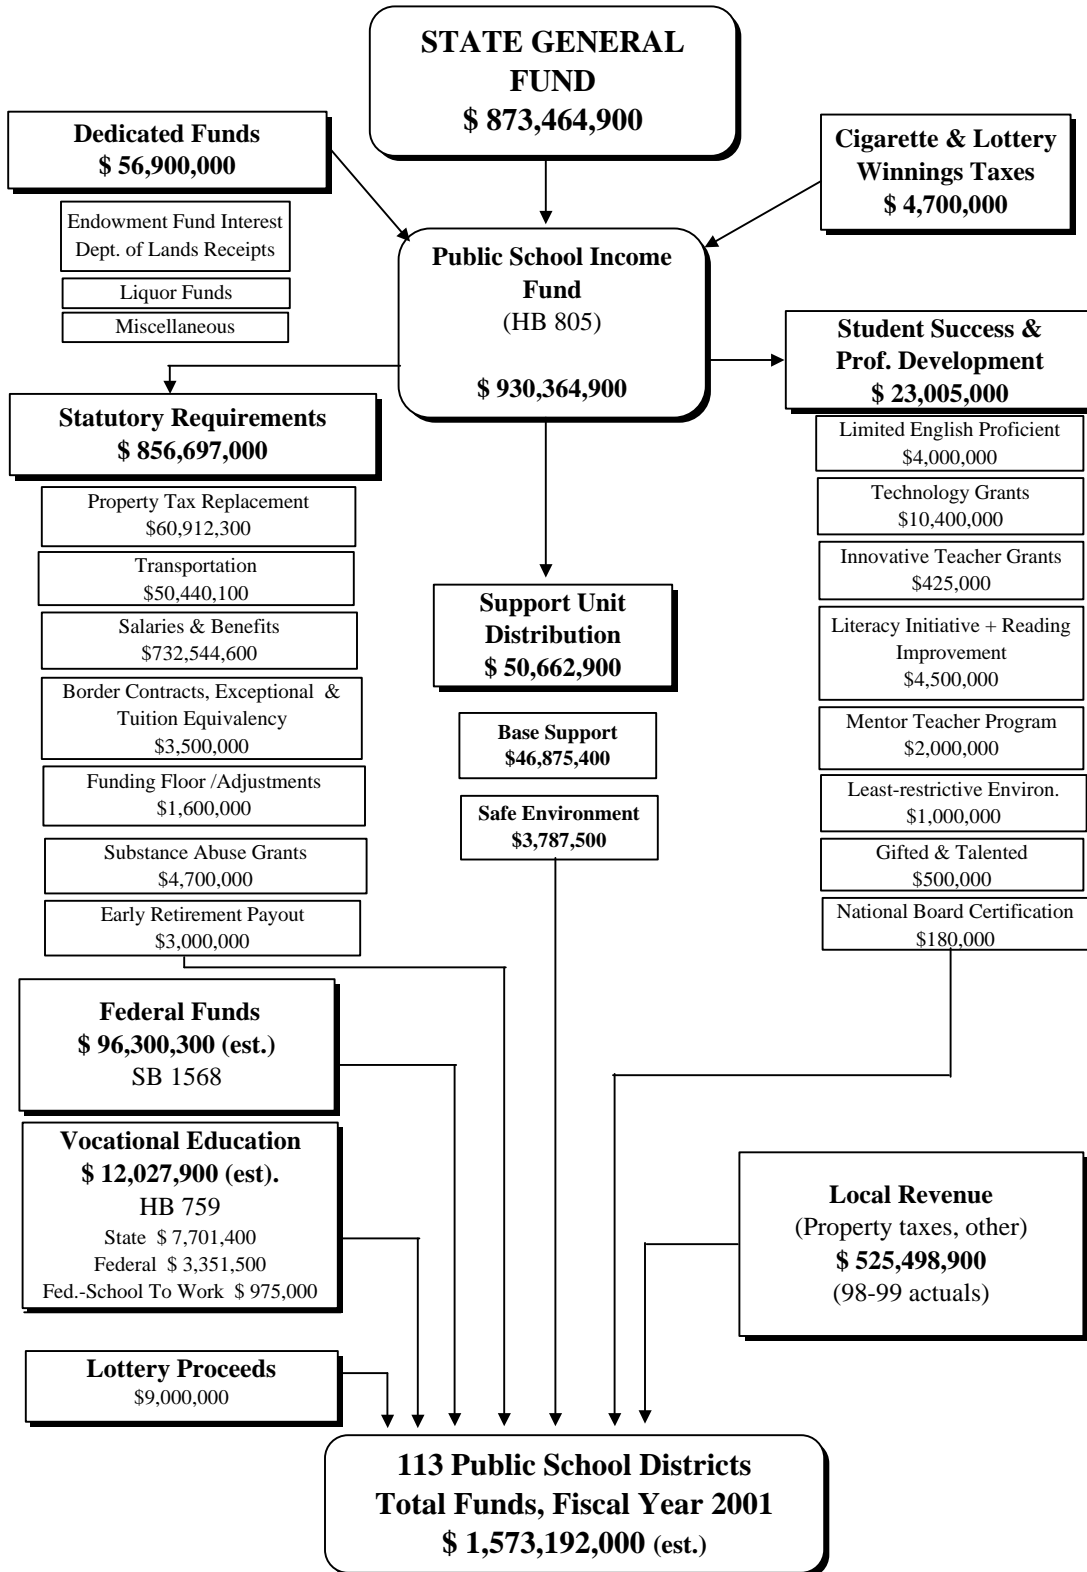 STATE GENERAL
FUND
$ 873,464,900
Dedicated Funds
$ 56,900,000
Cigarette & Lottery
Winnings Taxes
$ 4,700,000
Endowment Fund Interest
Dept. of Lands Receipts
Liquor Funds
Miscellaneous
Public School Income
Fund
(HB 805)
$ 930,364,900
Student Success &
Prof. Development
$ 23,005,000
Statutory Requirements
$ 856,697,000
Property Tax Replacement
$60,912,300
Transportation
$50,440,100
Salaries & Benefits
$732,544,600
Border Contracts, Exceptional &
Tuition Equivalency
$3,500,000
Funding Floor /Adjustments
$1,600,000
Substance Abuse Grants
$4,700,000
Early Retirement Payout
$3,000,000
Support Unit
Distribution
$ 50,662,900
Base Support
$46,875,400
Safe Environment
$3,787,500
Limited English Proficient
$4,000,000
Technology Grants
$10,400,000
Innovative Teacher Grants
$425,000
Literacy Initiative + Reading
Improvement
$4,500,000
Mentor Teacher Program
$2,000,000
Least-restrictive Environ.
$1,000,000
Gifted & Talented
$500,000
National Board Certification
$180,000
Federal Funds
$ 96,300,300 (est.)
SB 1568
Vocational Education
$ 12,027,900 (est).
HB 759
State $ 7,701,400
Federal $ 3,351,500
Fed.-School To Work $ 975,000
Local Revenue
(Property taxes, other)
$ 525,498,900
(98-99 actuals)
Lottery Proceeds
$9,000,000
113 Public School Districts
Total Funds, Fiscal Year 2001
$ 1,573,192,000 (est.)